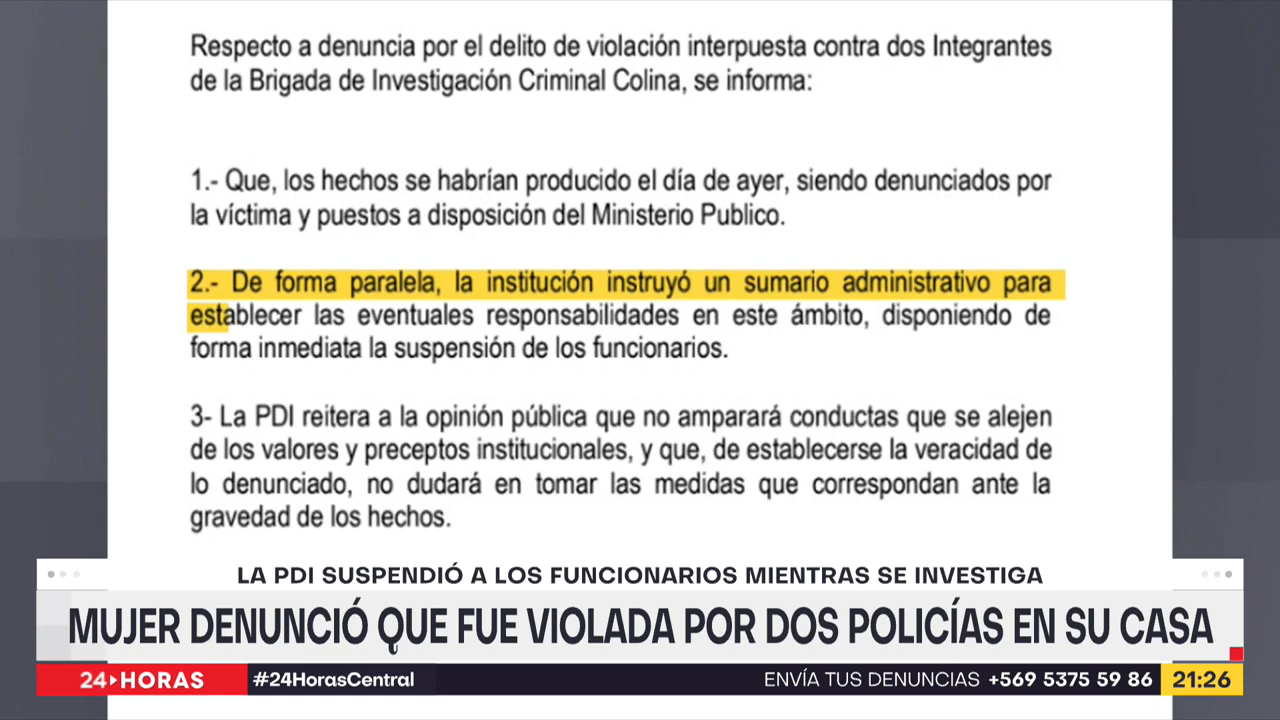 Respecto a denuncia por el delito de violación interpuesta contra dos Integrantes
de la Brigada de Investigación Criminal Colina, se informa:
1.- Que, los hechos se habrían producido el día de ayer, siendo denunciados por
la víctima y puestos a disposición del Ministerio Publico.
2.- De forma paralela, la institución instruyó un sumario administrativo para
establecer las eventuales responsabilidades en este ámbito, disponiendo de
forma inmediata la suspensión de los funcionarios.
3- La PDI reitera a la opinión pública que no amparará conductas que se alejen
de los valores y preceptos institucionales, y que, de establecerse la veracidad de
lo denunciado, no dudará en tomar las medidas que correspondan ante la
gravedad de los hechos.
LA PDI SUSPENDIÓ A LOS FUNCIONARIOS MIENTRAS SE INVESTIGA
MUJER DENUNCIÓ QUE FUE VIOLADA POR DOS POLICÍAS EN SU CASA
24 HORAS #24HorasCentral ENVÍA TUS DENUNCIAS +569 5375 59 86 21:26